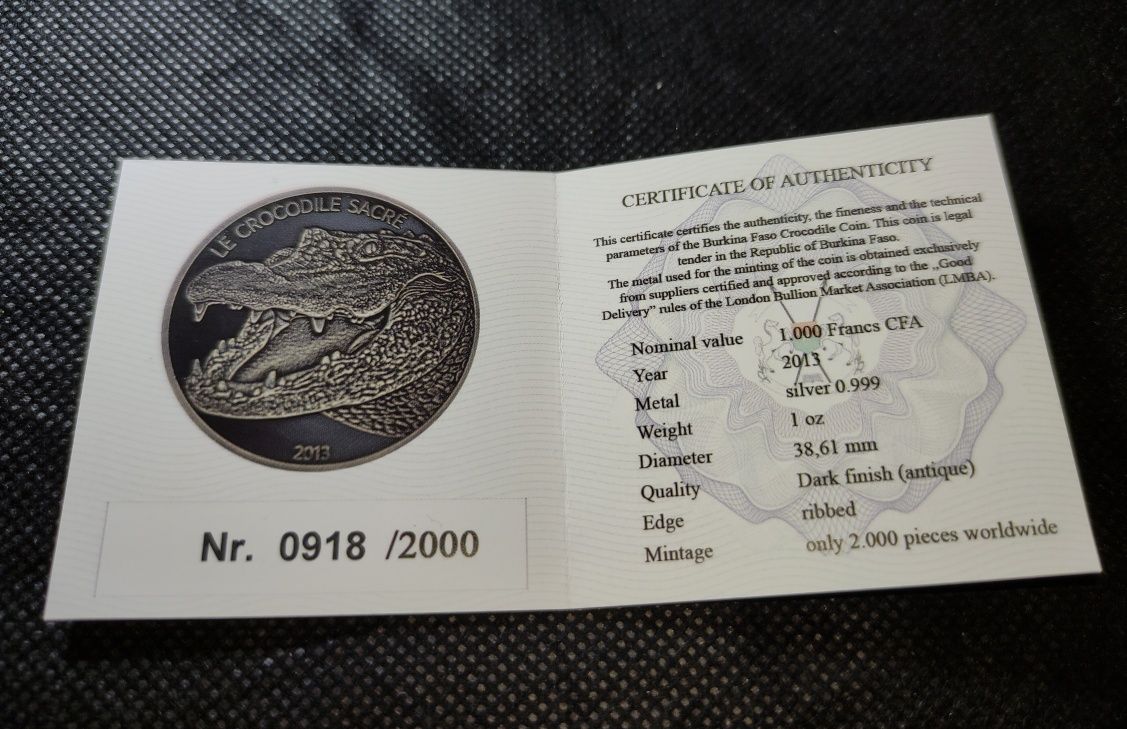 LE CROCODILE SACRÉ
2013
Nr. 0918 /2000
CERTIFICATE OF AUTHENTICITY
This certificate certifies the authenticity, the fineness and the technical
parameters of the Burkina Faso Crocodile Coin. This coin is legal
tender in the Republic of Burkina Faso.
The metal used for the minting of the coin is obtained exclusively
from suppliers certified and approved according to the „Good
Delivery” rules of the London Bullion Market Association (LMBA).
Nominal value 1.000 Francs CFA
Year 2013
Metal silver 0.999
Weight 1 oz
Diameter 38,61 mm
Quality Dark finish (antique)
Edge ribbed
Mintage only 2.000 pieces worldwide